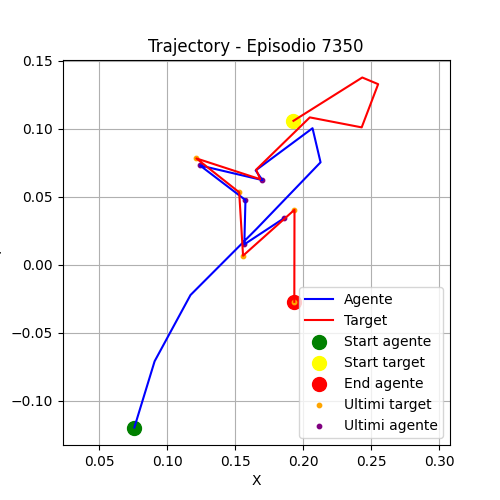 Trajectory - Episodio 7350
0.15
0.10
0.05
0.00
−0.05
−0.10
0.05 0.10 0.15 0.20 0.25 0.30
X
Agente
Target
Start agente
Start target
End agente
Ultimi target
Ultimi agente